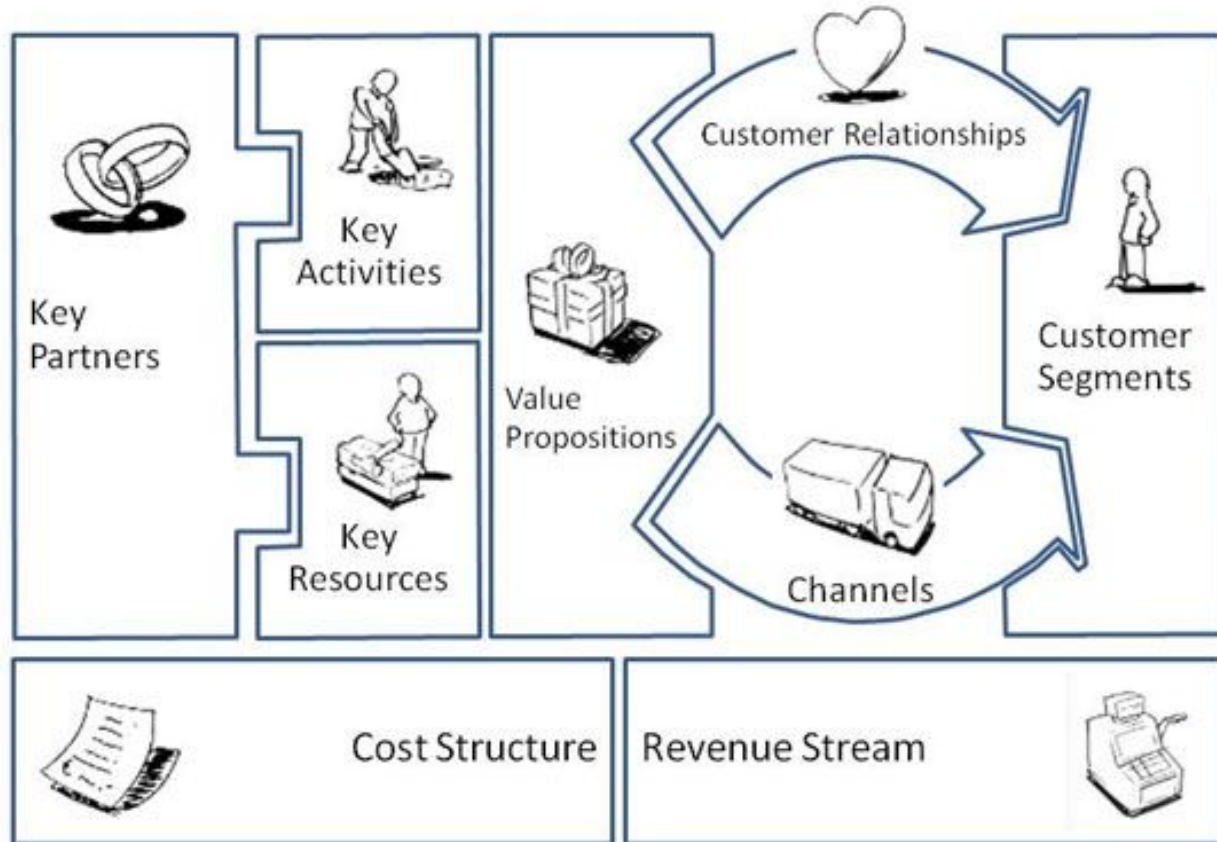 Key
Partners
Key
Activities
Key
Resources
Value
Propositions
Customer Relationships
Channels
Customer
Segments
Cost Structure
Revenue Stream